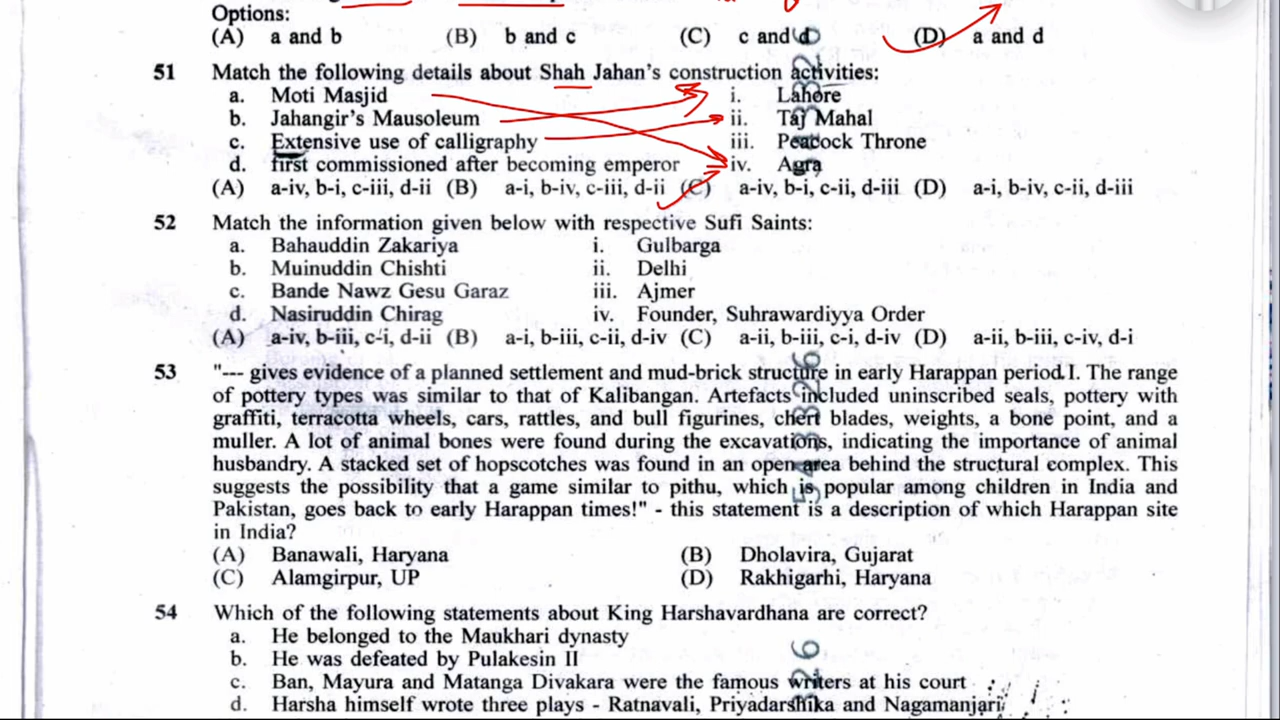 Options:
(A) a and b (B) b and c (C) c and d (D) a and d
51 Match the following details about Shah Jahan's construction activities:
a. Moti Masjid i. Lahore
b. Jahangir's Mausoleum ii. Taj Mahal
c. Extensive use of calligraphy iii. Peacock Throne
d. first commissioned after becoming emperor iv. Agra
(A) a-iv, b-i, c-iii, d-ii (B) a-i, b-iv, c-iii, d-ii (C) a-iv, b-i, c-ii, d-iii (D) a-i, b-iv, c-ii, d-iii
52 Match the information given below with respective Sufi Saints:
a. Bahauddin Zakariya i. Gulbarga
b. Muinuddin Chishti ii. Delhi
c. Bande Nawz Gesu Garaz iii. Ajmer
d. Nasiruddin Chirag iv. Founder, Suhrawardiyya Order
(A) a-iv, b-iii, c-i, d-ii (B) a-i, b-iii, c-ii, d-iv (C) a-ii, b-iii, c-i, d-iv (D) a-ii, b-iii, c-iv, d-i
53 "--- gives evidence of a planned settlement and mud-brick structure in early Harappan period I. The range
of pottery types was similar to that of Kalibangan. Artefacts included uninscribed seals, pottery with
graffiti, terracotta wheels, cars, rattles, and bull figurines, chert blades, weights, a bone point, and a
muller. A lot of animal bones were found during the excavations, indicating the importance of animal
husbandry. A stacked set of hopscotches was found in an open area behind the structural complex. This
suggests the possibility that a game similar to pithu, which is popular among children in India and
Pakistan, goes back to early Harappan times!" - this statement is a description of which Harappan site
in India?
(A) Banawali, Haryana (B) Dholavira, Gujarat
(C) Alamgirpur, UP (D) Rakhigarhi, Haryana
54 Which of the following statements about King Harshavardhana are correct?
a. He belonged to the Maukhari dynasty
b. He was defeated by Pulakesin II
c. Ban, Mayura and Matanga Divakara were the famous writers at his court
d. Harsha himself wrote three plays - Ratnavali, Priyadarshika and Nagamanjari